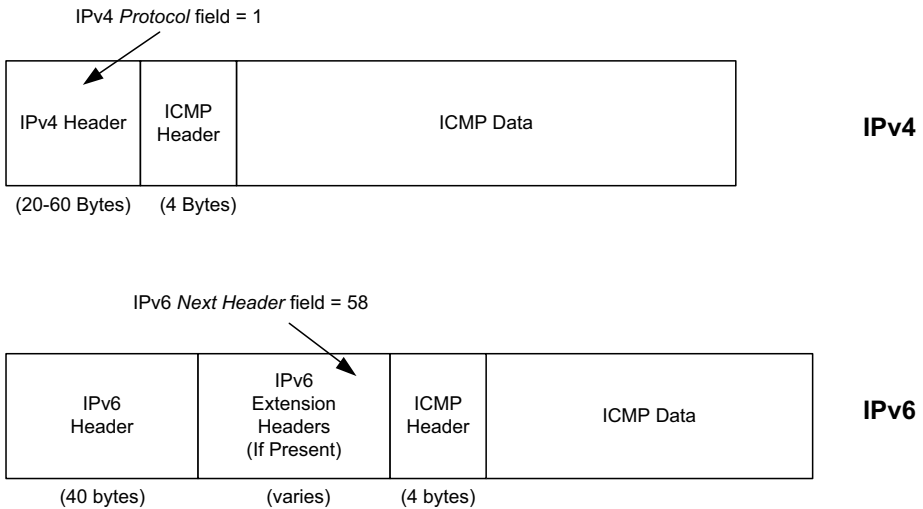 IPv4 Protocol field = 1
IPv4 Header
ICMP
Header
ICMP Data
IPv4
(20-60 Bytes)
(4 Bytes)
IPv6 Next Header field = 58
IPv6
Header
IPv6
Extension
Headers
(If Present)
ICMP
Header
ICMP Data
IPv6
(40 bytes)
(varies)
(4 bytes)